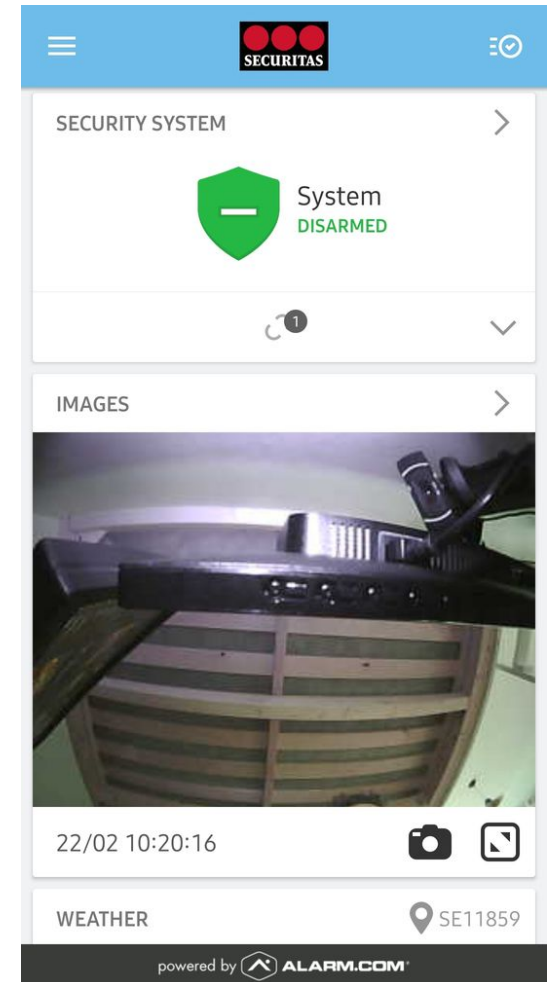 SECURITAS
SECURITY SYSTEM
System
DISARMED
1
IMAGES
22/02 10:20:16
WEATHER
SE11859
powered by ALARM.COM